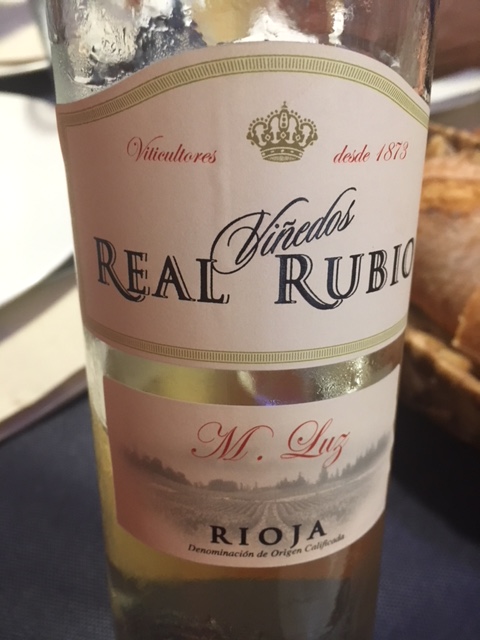 Viticultores desde 1873
Viñedos
REAL RUBIO
M. Luz
RIOJA
Denominación de Origen Calificada